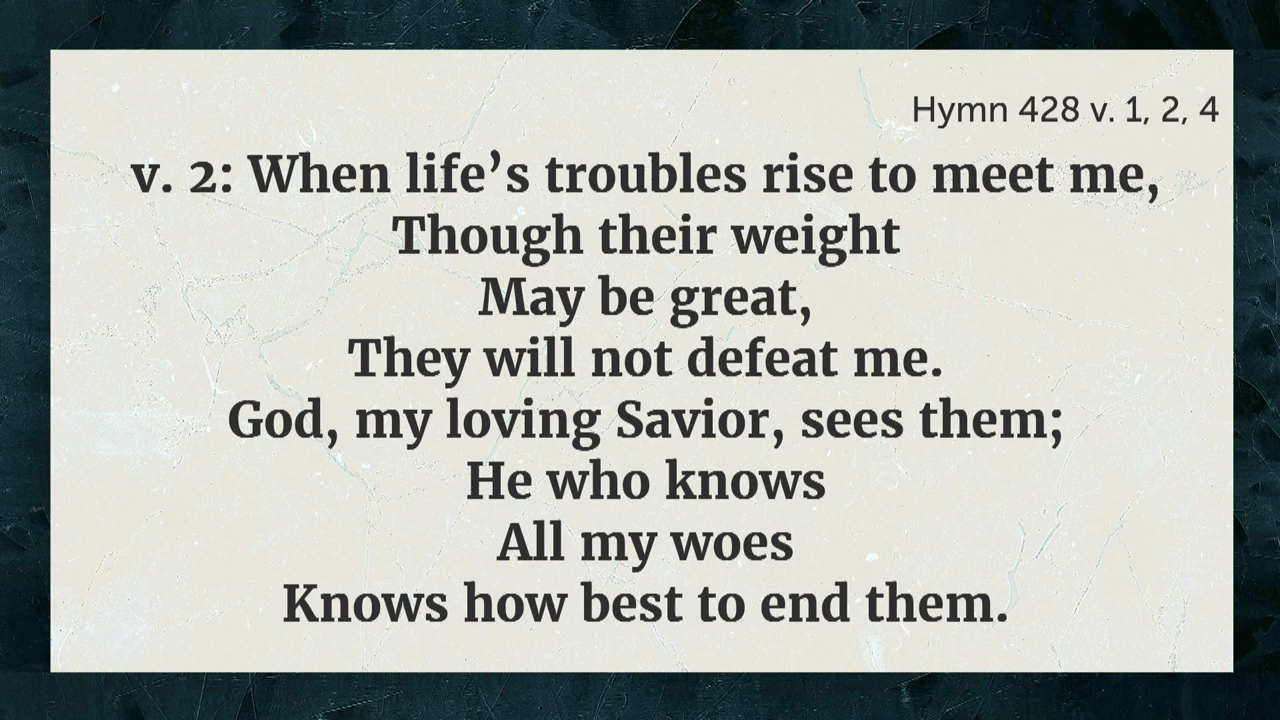 Hymn 428 v. 1, 2, 4
v. 2: When life’s troubles rise to meet me,
Though their weight
May be great,
They will not defeat me.
God, my loving Savior, sees them;
He who knows
All my woes
Knows how best to end them.